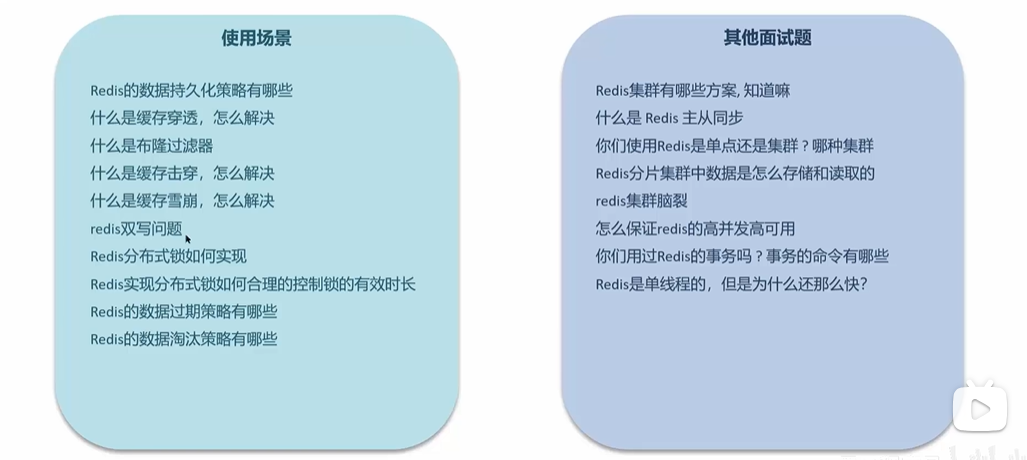 使用场景
Redis的数据持久化策略有哪些
什么是缓存穿透，怎么解决
什么是布隆过滤器
什么是缓存击穿，怎么解决
什么是缓存雪崩，怎么解决
redis双写问题
Redis分布式锁如何实现
Redis实现分布式锁如何合理的控制锁的有效时长
Redis的数据过期策略有哪些
Redis的数据淘汰策略有哪些
其他面试题
Redis集群有哪些方案, 知道嘛
什么是 Redis 主从同步
你们使用Redis是单点还是集群？哪种集群
Redis分片集群中数据是怎么存储和读取的
redis集群脑裂
怎么保证redis的高并发高可用
你们用过Redis的事务吗？事务的命令有哪些
Redis是单线程的，但是为什么还那么快？